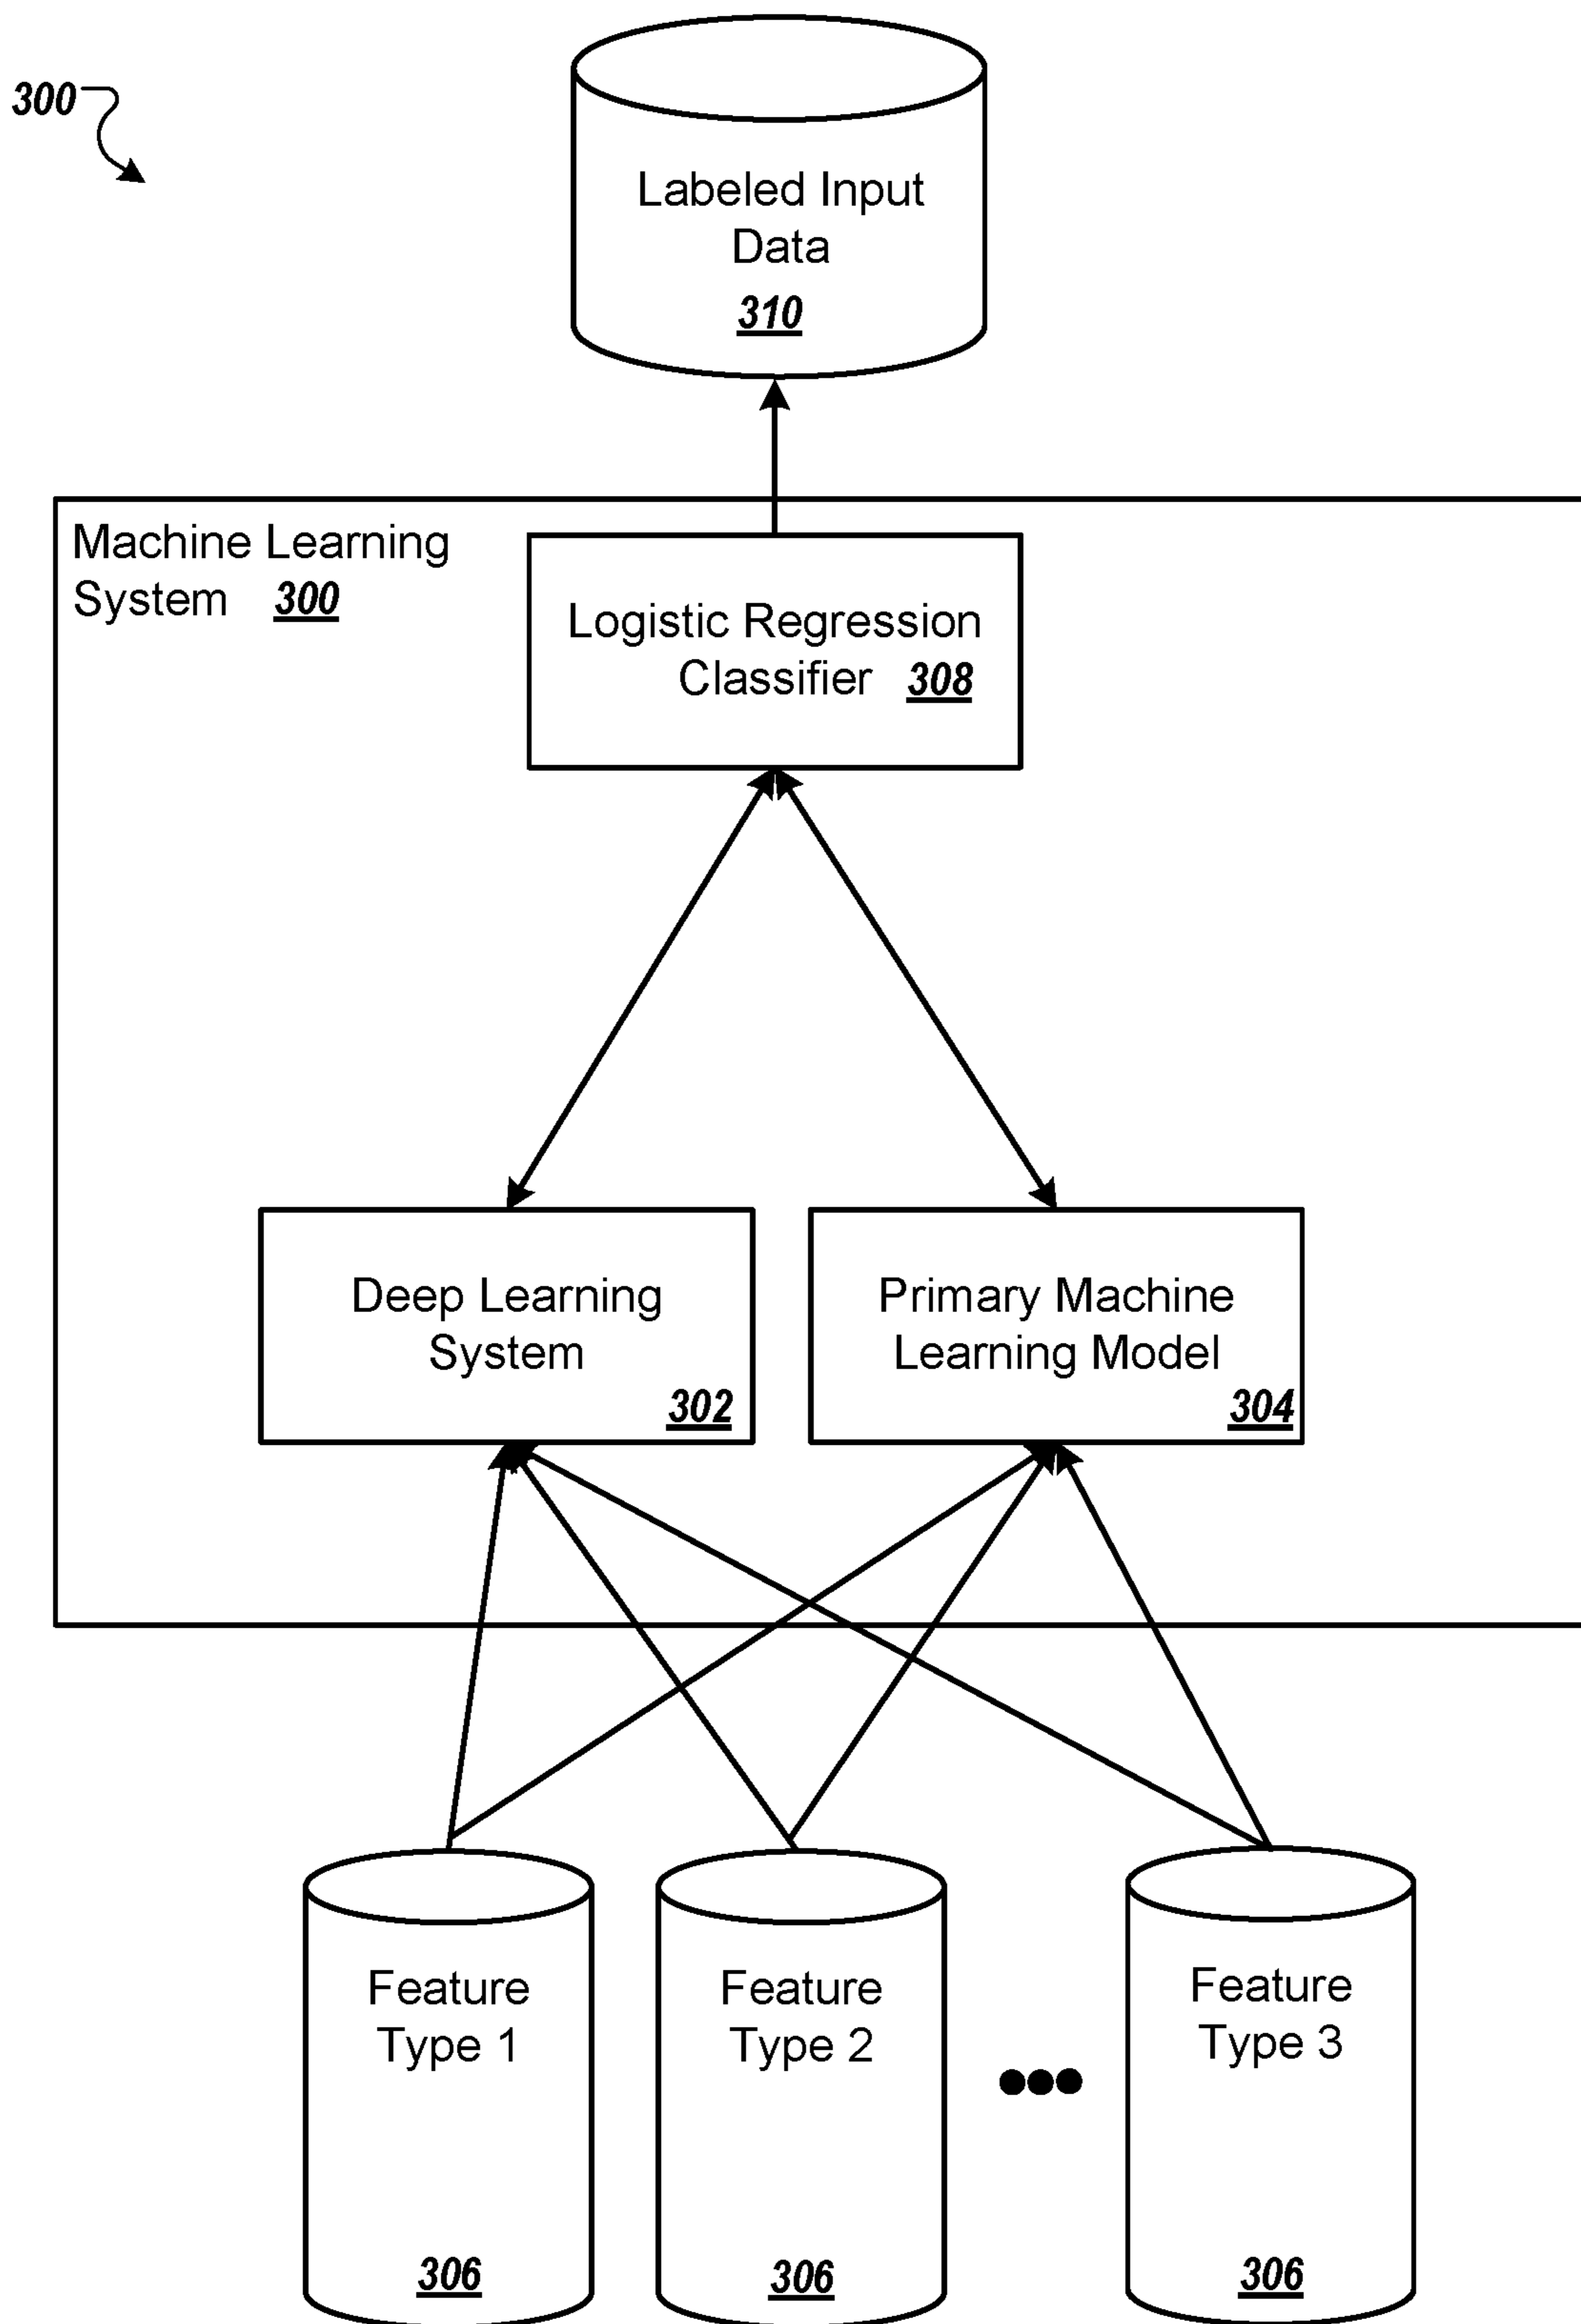 300
Labeled Input
Data
310
Machine Learning
System 300
Logistic Regression
Classifier 308
Deep Learning
System
302
Primary Machine
Learning Model
304
Feature
Type 1
306
Feature
Type 2
306
Feature
Type 3
306